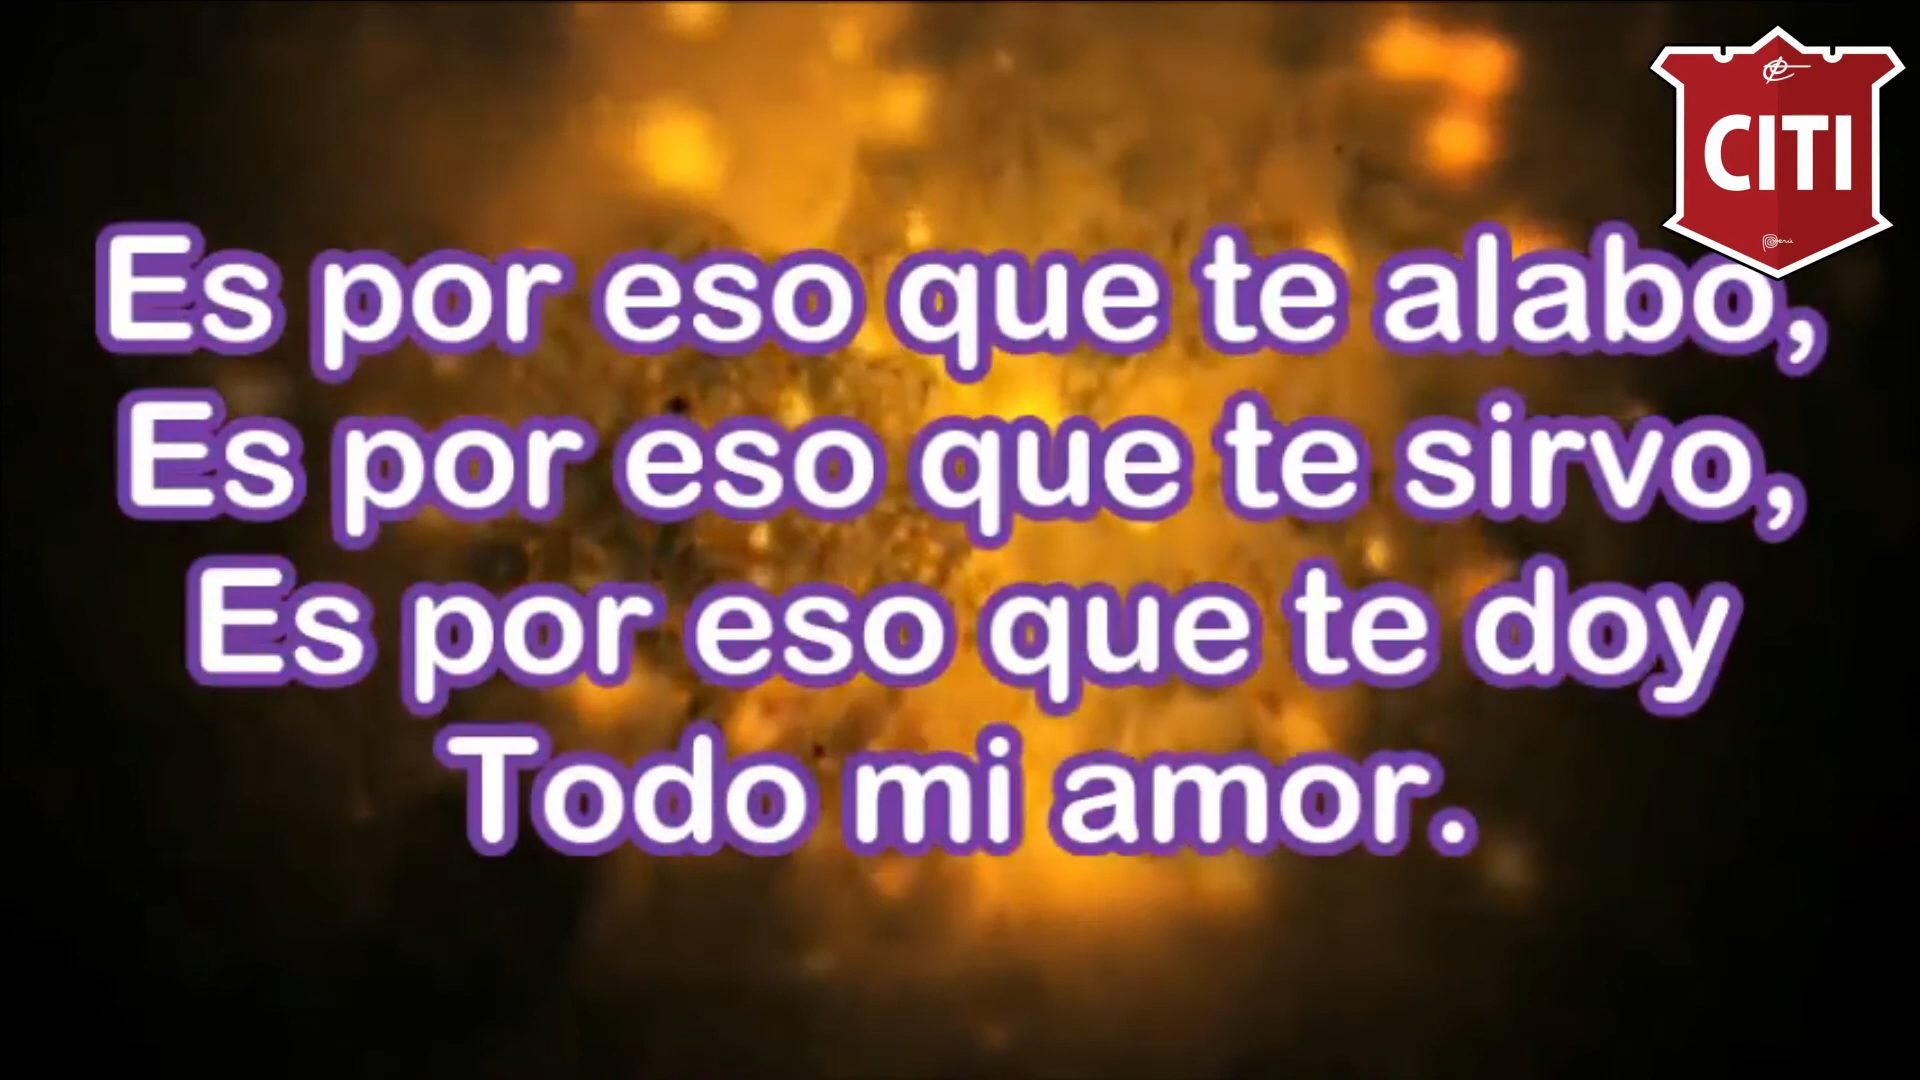 CITI
Perú
Es por eso que te alabo,
Es por eso que te sirvo,
Es por eso que te doy
Todo mi amor.